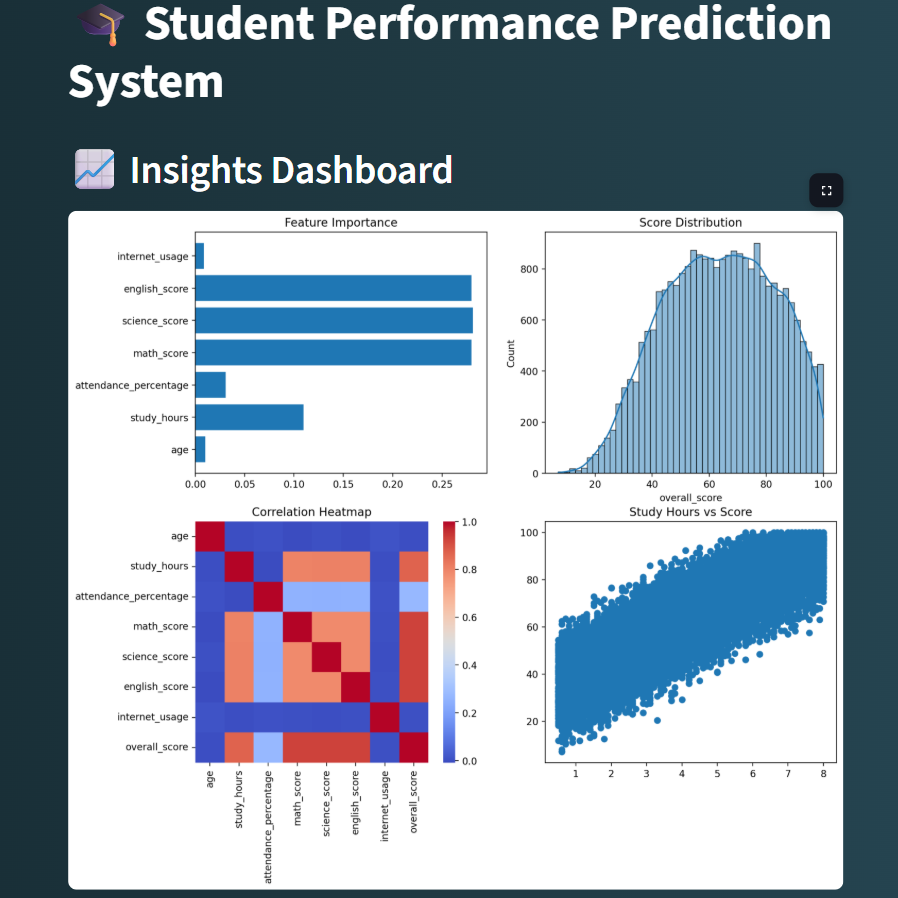 🎓 Student Performance Prediction
System
📈 Insights Dashboard
Feature Importance
internet_usage
english_score
science_score
math_score
attendance_percentage
study_hours
age
0.00 0.05 0.10 0.15 0.20 0.25
Score Distribution
Count
800
600
400
200
0
20 40 60 80 100
overall_score
Correlation Heatmap
age
study_hours
attendance_percentage
math_score
science_score
english_score
internet_usage
overall_score
age
study_hours
attendance_percentage
math_score
science_score
english_score
internet_usage
overall_score
1.0
0.8
0.6
0.4
0.2
0.0
Study Hours vs Score
100
80
60
40
20
1 2 3 4 5 6 7 8